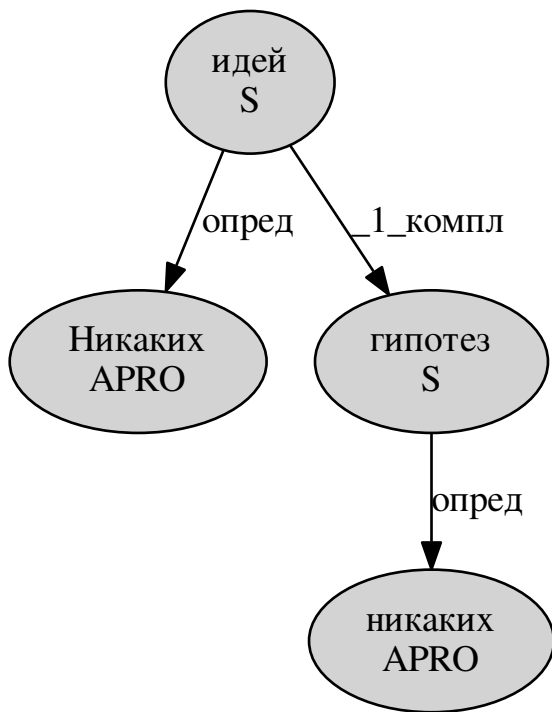 идей
S
опред
_1_компл
Никаких
APRO
гипотез
S
опред
никаких
APRO